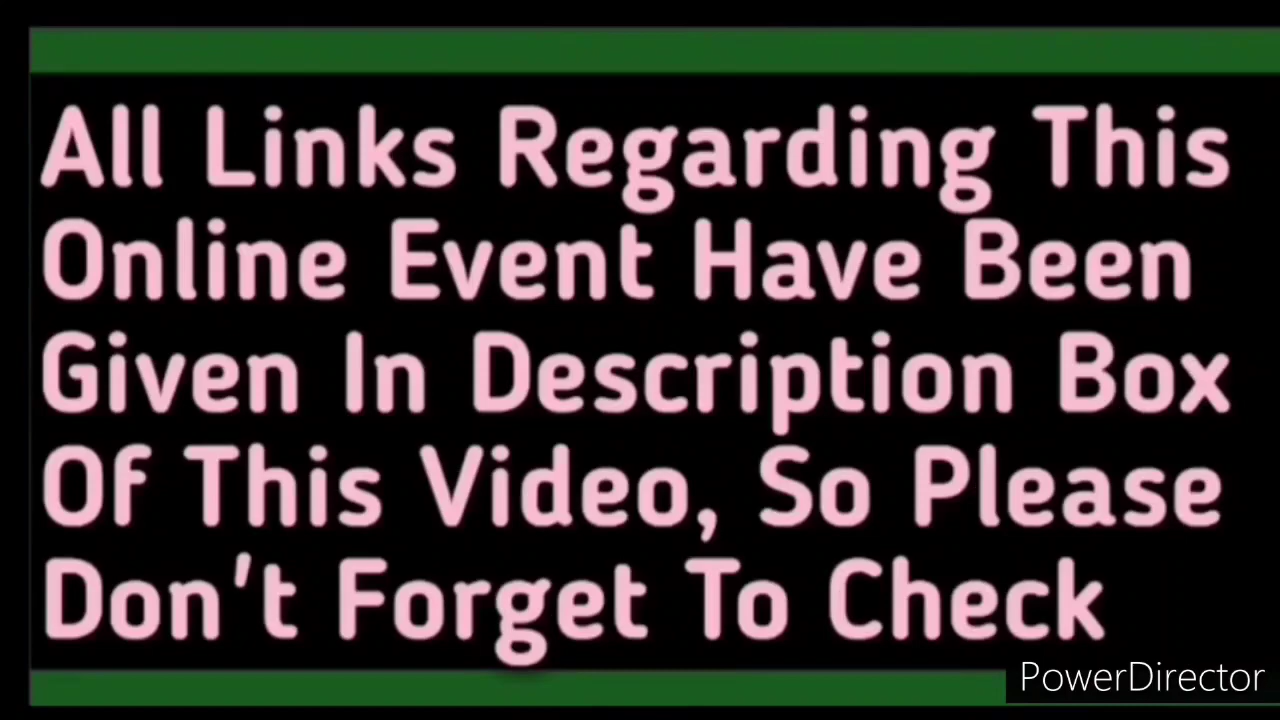 All Links Regarding This
Online Event Have Been
Given In Description Box
Of This Video, So Please
Don't Forget To Check
PowerDirector